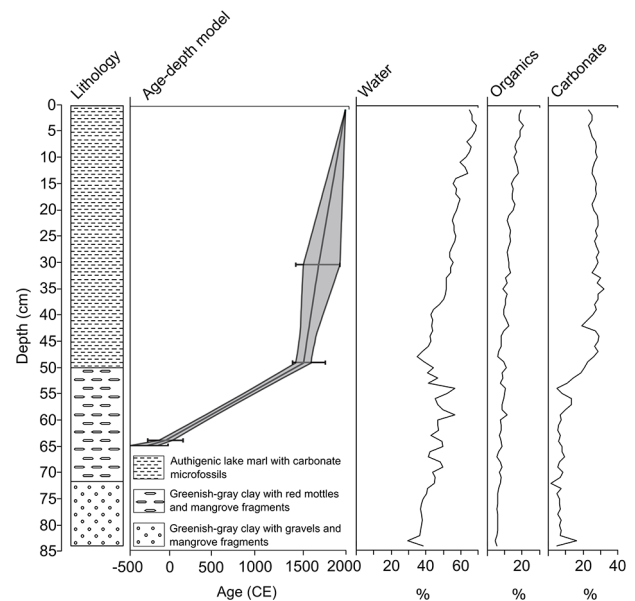 Lithology
Age-depth model
Water
Organics
Carbonate
0
5
10
15
20
25
30
35
40
45
50
55
60
65
70
75
80
85
Depth (cm)
Authigenic lake marl with carbonate
microfossils
Greenish-gray clay with red mottles
and mangrove fragments
Greenish-gray clay with gravels and
mangrove fragments
-500 0 500 1000 1500 2000
0 20 40 60
20
0 20 40
Age (CE)
%
%
%